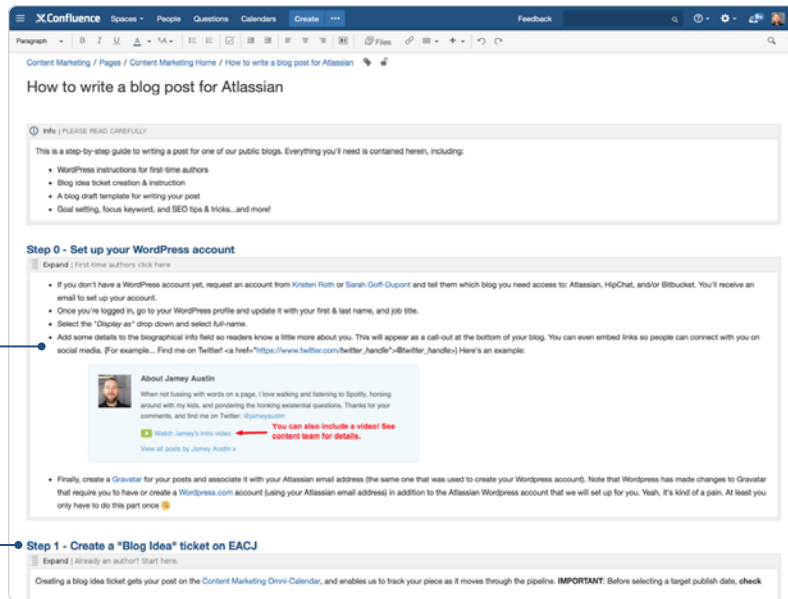 Confluence Spaces People Questions Calendars Create ••• Feedback
Paragraph B I U A Files
Content Marketing / Pages / Content Marketing Home / How to write a blog post for Atlassian
How to write a blog post for Atlassian
Info | PLEASE READ CAREFULLY
This is a step-by-step guide to writing a post for one of our public blogs. Everything you'll need is contained herein, including:
• WordPress instructions for first-time authors
• Blog idea ticket creation & instruction
• A blog draft template for writing your post
• Goal setting, focus keyword, and SEO tips & tricks...and more!
Step 0 - Set up your WordPress account
Expand | First-time authors click here
• If you don't have a WordPress account yet, request an account from Kristen Roth or Sarah Goff-Dupont and tell them which blog you need access to: Atlassian, HipChat, and/or Bitbucket. You'll receive an
email to set up your account.
• Once you're logged in, go to your WordPress profile and update it with your first & last name, and job title.
• Select the "Display as" drop down and select full-name.
• Add some details to the biographical info field so readers know a little more about you. This will appear as a call-out at the bottom of your blog. You can even embed links so people can connect with you on
social media. {For example... Find me on Twitter! <a href="https://www.twitter.com/twitter_handle">@twitter_handle>} Here's an example:
About Jamey Austin
When not fussing with words on a page, I love walking and listening to Spotify, horsing
around with my kids, and pondering the honking existential questions. Thanks for your
comments, and find me on Twitter: @jameyaustin
Watch Jamey's intro video
You can also include a video! See
content team for details.
View all posts by Jamey Austin »
• Finally, create a Gravatar for your posts and associate it with your Atlassian email address (the same one that was used to create your Wordpress account). Note that Wordpress has made changes to Gravatar
that require you to have or create a Wordpress.com account (using your Atlassian email address) in addition to the Atlassian Wordpress account that we will set up for you. Yeah, it's kind of a pain. At least you
only have to do this part once
Step 1 - Create a "Blog Idea" ticket on EACJ
Expand | Already an author? Start here.
Creating a blog idea ticket gets your post on the Content Marketing Omni-Calendar, and enables us to track your piece as it moves through the pipeline. IMPORTANT: Before selecting a target publish date, check